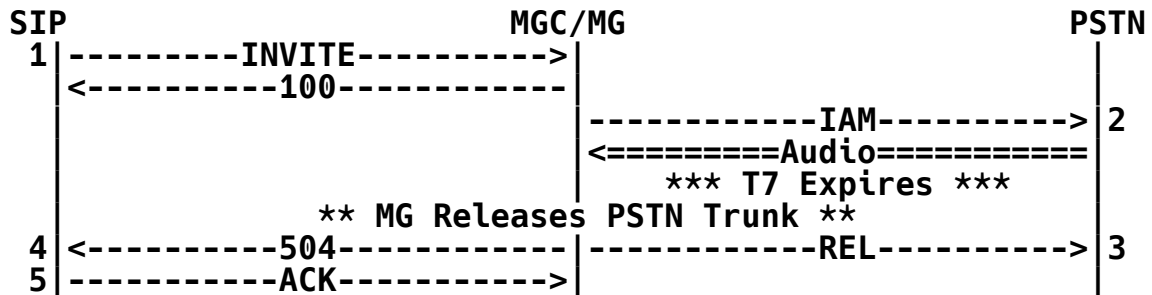 SIP                       MGC/MG                       PSTN
 1|---------INVITE---------->|                          |
  |<----------100------------|                          |
  |                          |------------IAM---------->|2
  |                          |<=========Audio===========|
  |                          |    *** T7 Expires ***    |
  |             ** MG Releases PSTN Trunk **            |
 4|<----------504------------|------------REL---------->|3
 5|-----------ACK----------->|                          |